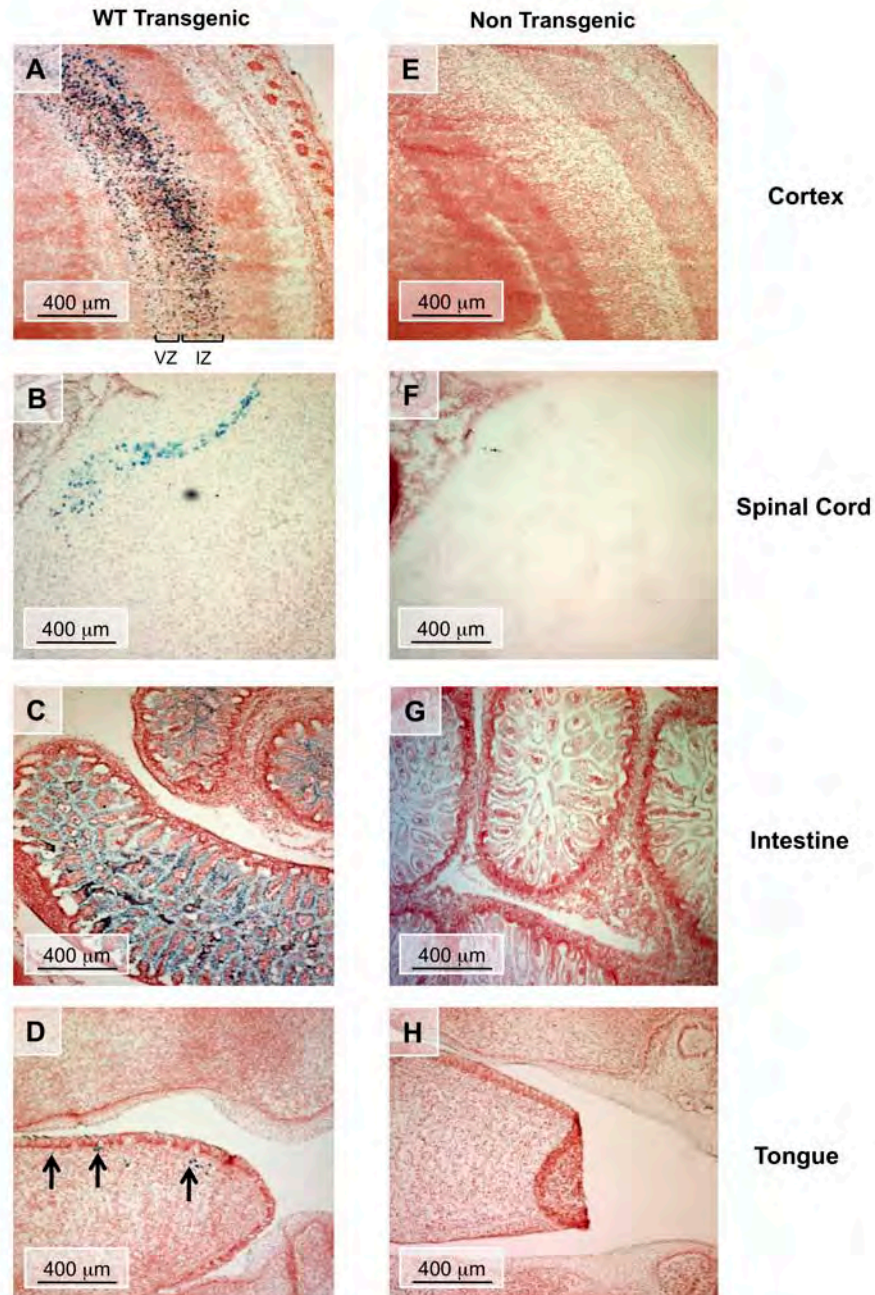 WT Transgenic
Non Transgenic
A
400 μm
VZ
IZ
E
400 μm
Cortex
B
400 μm
F
400 μm
Spinal Cord
C
400 μm
G
400 μm
Intestine
D
400 μm
H
400 μm
Tongue